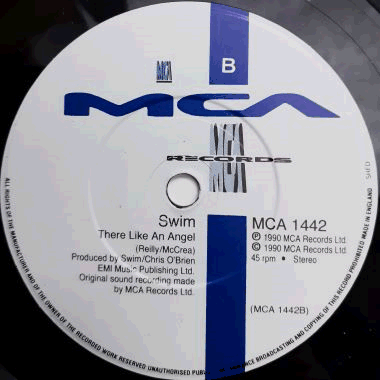 B
MCA
MCA
MCA
RECORDS
MCA
Swim
There Like An Angel
(Reilly/McCrea)
Produced by Swim/Chris O'Brien
EMI Music Publishing Ltd.
Original sound recording made
by MCA Records Ltd.
MCA 1442
Ⓟ 1990 MCA Records Ltd.
© 1990 MCA Records Ltd.
45 rpm • Stereo
(MCA 1442B)
ALL RIGHTS OF THE MANUFACTURER AND OF THE OWNER OF THE RECORDED WORK RESERVED UNAUTHORISED PUBLIC BROADCASTING AND COPYING OF THIS RECORD PROHIBITED MADE IN ENGLAND